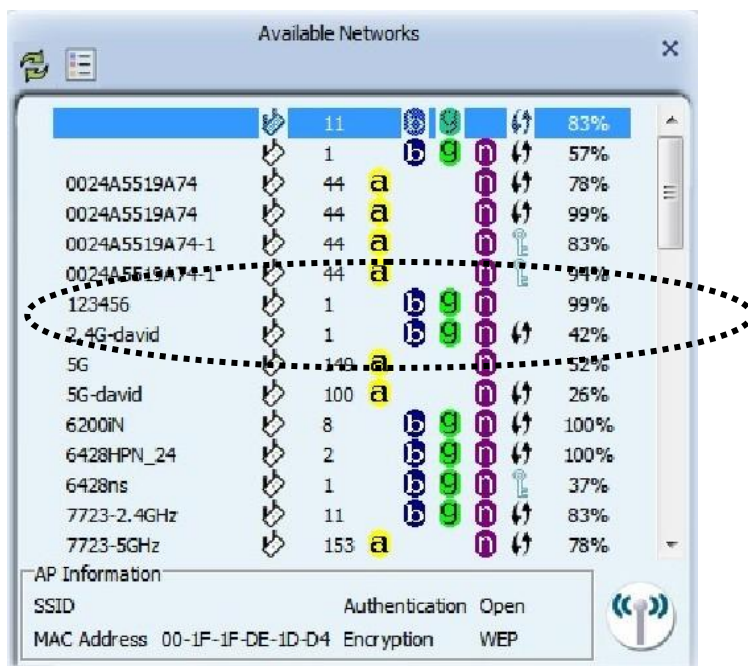 Available Networks
11 b g 83%
1 b g n 57%
0024A5519A74 44 a n 78%
0024A5519A74 44 a n 99%
0024A5519A74-1 44 a n 83%
0024A5519A74-1 44 a n 94%
123456 1 b g n 99%
2.4G-david 1 b g n 42%
5G 149 a n 52%
5G-david 100 a n 26%
6200iN 8 b g n 100%
6428HPN_24 2 b g n 100%
6428ns 1 b g n 37%
7723-2.4GHz 11 b g n 83%
7723-5GHz 153 a n 78%
AP Information
SSID Authentication Open
MAC Address 00-1F-1F-DE-1D-D4 Encryption WEP